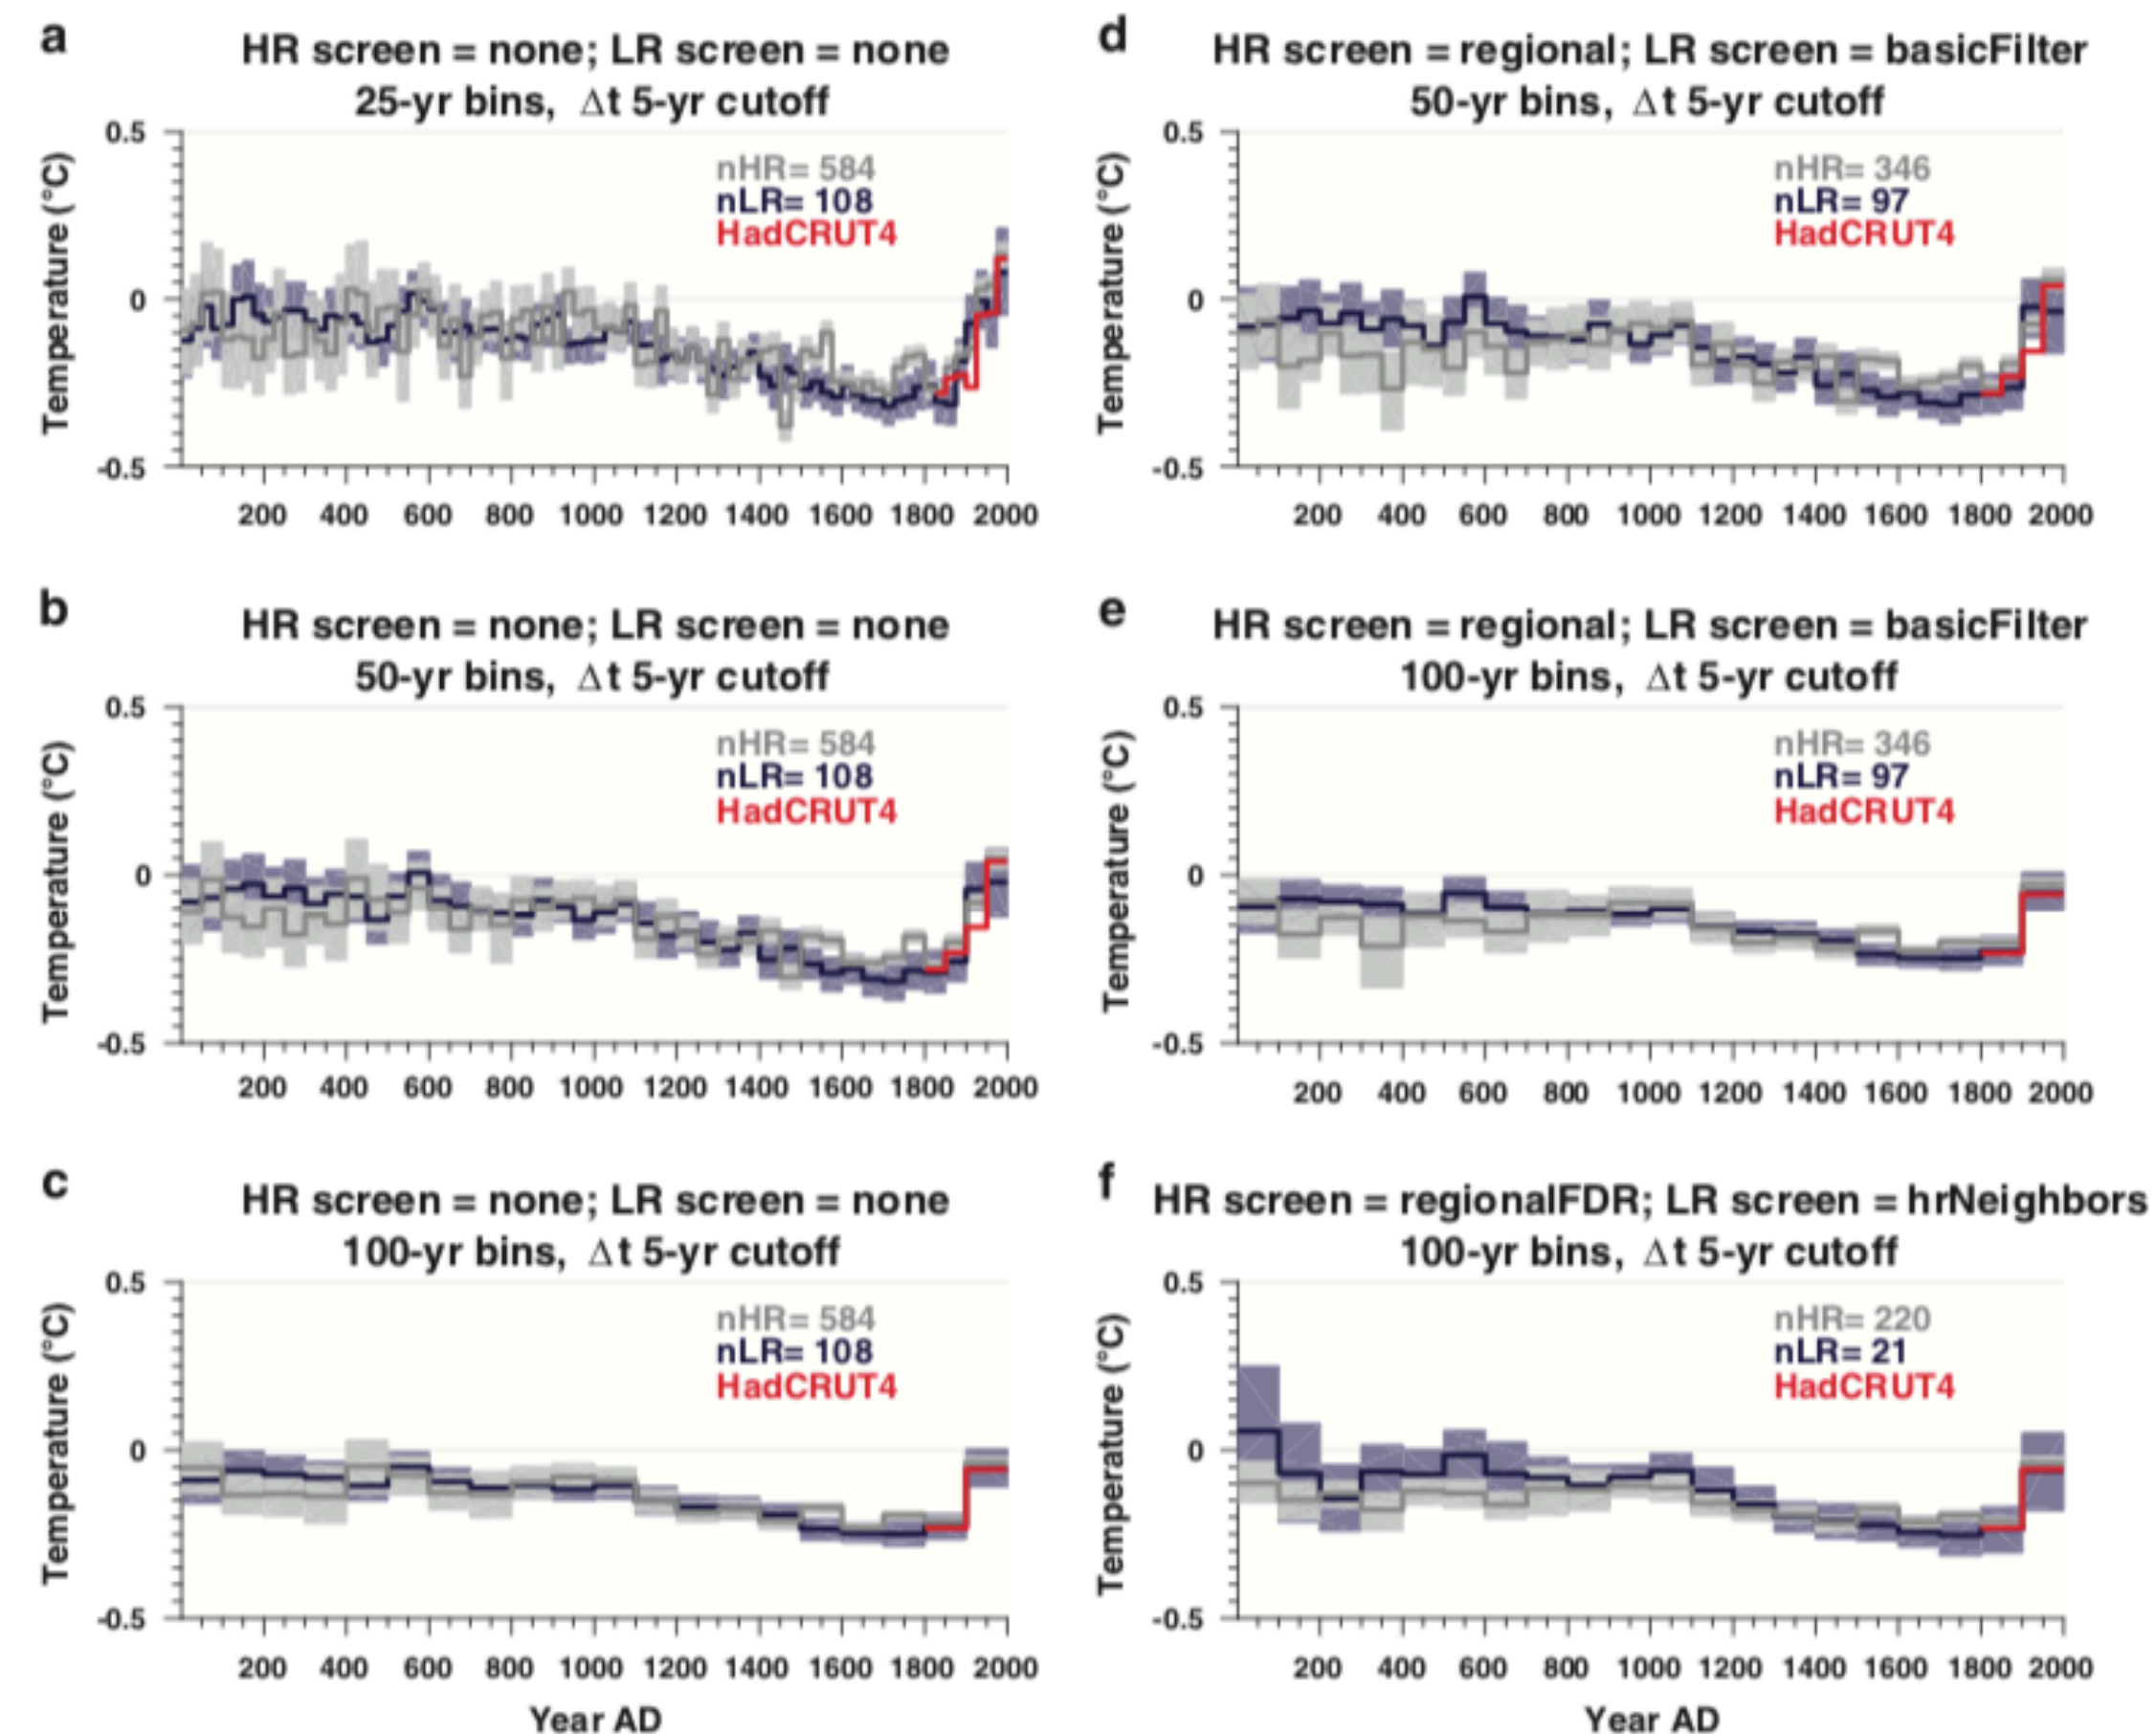 a
HR screen = none; LR screen = none
25-yr bins, Δt 5-yr cutoff
Temperature (°C)
0.5
0
-0.5
nHR= 584
nLR= 108
HadCRUT4
200 400 600 800 1000 1200 1400 1600 1800 2000
b
HR screen = none; LR screen = none
50-yr bins, Δt 5-yr cutoff
Temperature (°C)
0.5
0
-0.5
nHR= 584
nLR= 108
HadCRUT4
200 400 600 800 1000 1200 1400 1600 1800 2000
c
HR screen = none; LR screen = none
100-yr bins, Δt 5-yr cutoff
Temperature (°C)
0.5
0
-0.5
nHR= 584
nLR= 108
HadCRUT4
200 400 600 800 1000 1200 1400 1600 1800 2000
Year AD
d
HR screen = regional; LR screen = basicFilter
50-yr bins, Δt 5-yr cutoff
Temperature (°C)
0.5
0
-0.5
nHR= 346
nLR= 97
HadCRUT4
200 400 600 800 1000 1200 1400 1600 1800 2000
e
HR screen = regional; LR screen = basicFilter
100-yr bins, Δt 5-yr cutoff
Temperature (°C)
0.5
0
-0.5
nHR= 346
nLR= 97
HadCRUT4
200 400 600 800 1000 1200 1400 1600 1800 2000
f
HR screen = regionalFDR; LR screen = hrNeighbors
100-yr bins, Δt 5-yr cutoff
Temperature (°C)
0.5
0
-0.5
nHR= 220
nLR= 21
HadCRUT4
200 400 600 800 1000 1200 1400 1600 1800 2000
Year AD